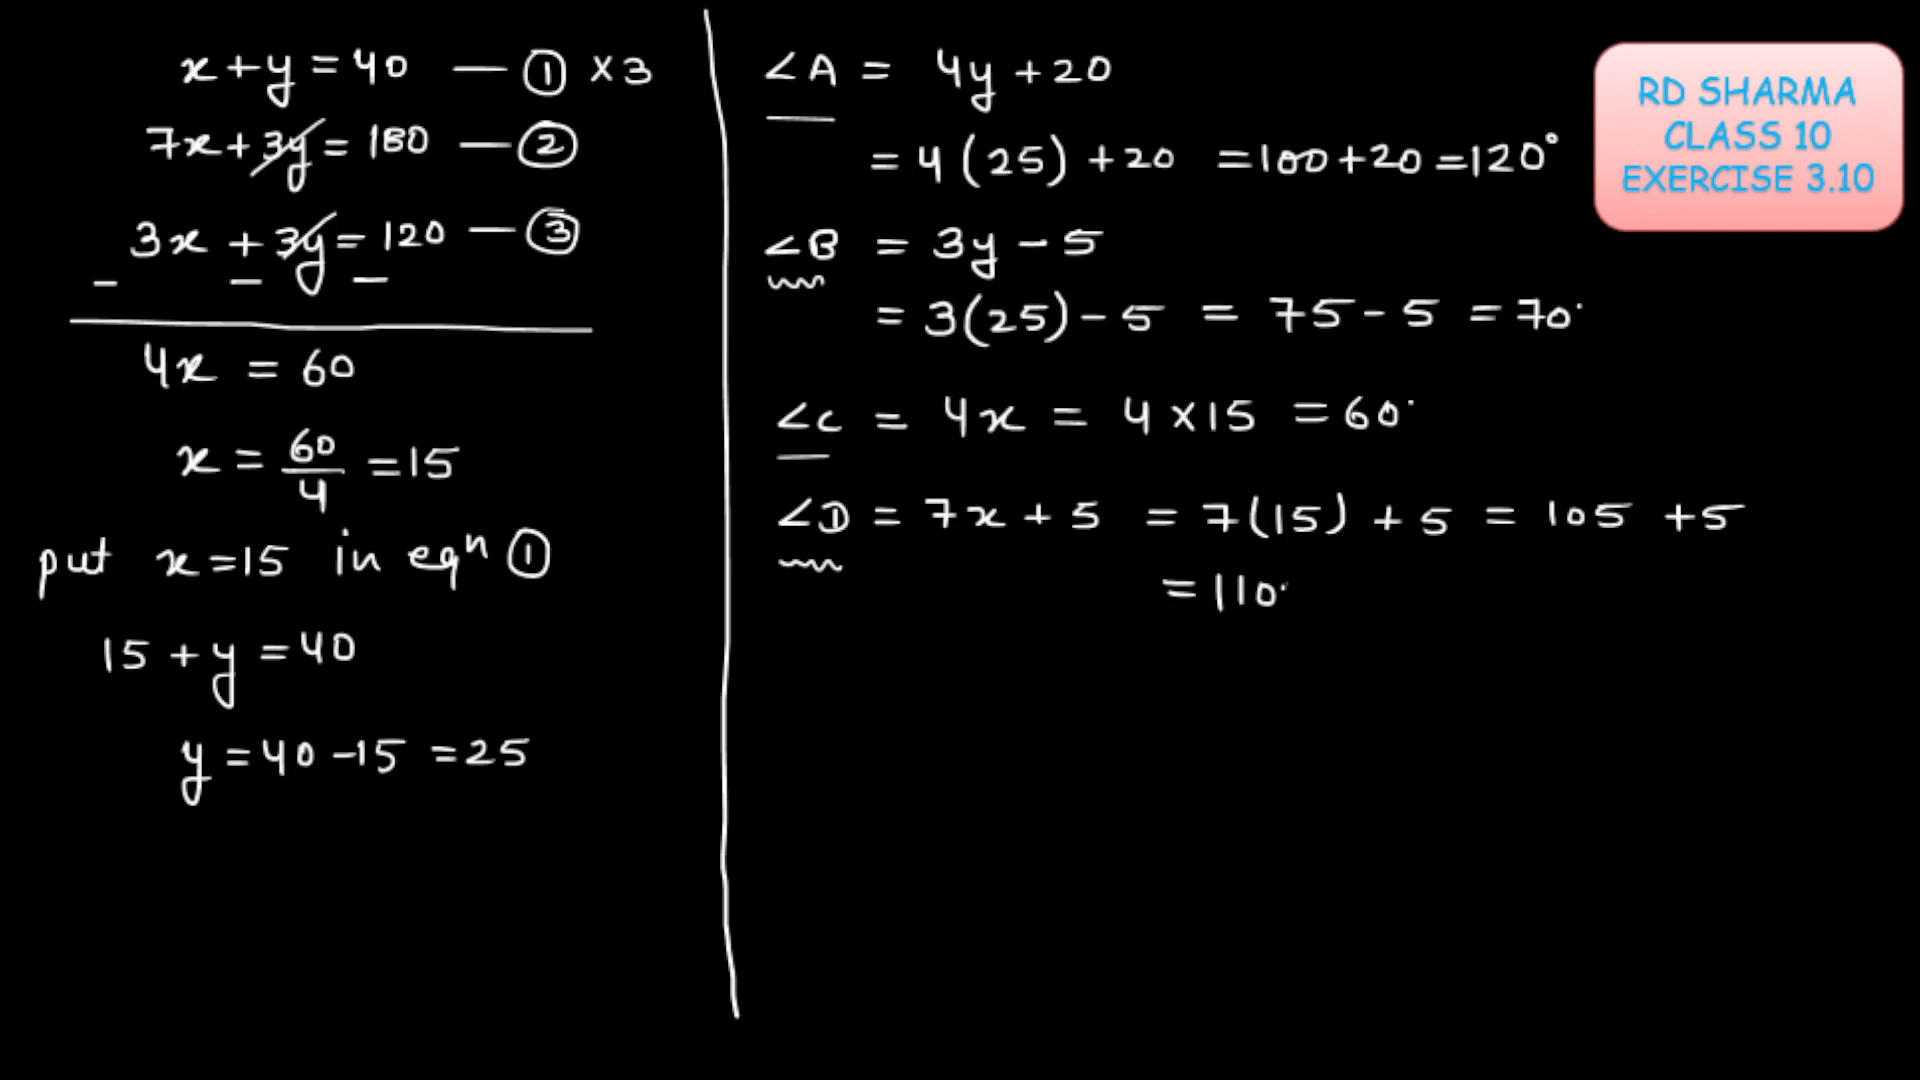 x + y = 40 — ① × 3
7x + 3y = 180 — ②
3x + 3y = 120 — ③
− − −
4x = 60
x = 60/4 = 15
put x = 15 in eqⁿ ①
15 + y = 40
y = 40 − 15 = 25
∠A = 4y + 20
= 4 (25) + 20 = 100 + 20 = 120°
∠B = 3y − 5
= 3(25) − 5 = 75 − 5 = 70°
∠C = 4x = 4 × 15 = 60°
∠D = 7x + 5 = 7(15) + 5 = 105 + 5
= 110°
RD SHARMA
CLASS 10
EXERCISE 3.10